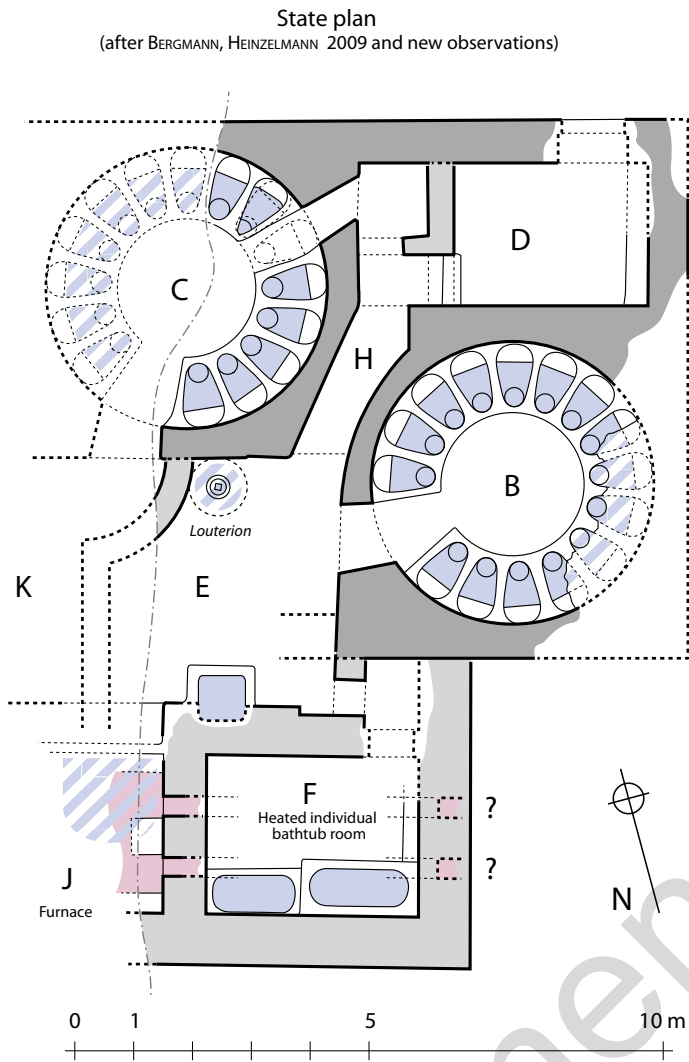 State plan
(after BERGMANN, HEINZELMANN 2009 and new observations)
D
C
H
B
Louterion
K
E
F
Heated individual
bathtub room
?
?
J
Furnace
N
0 1 5 10 m